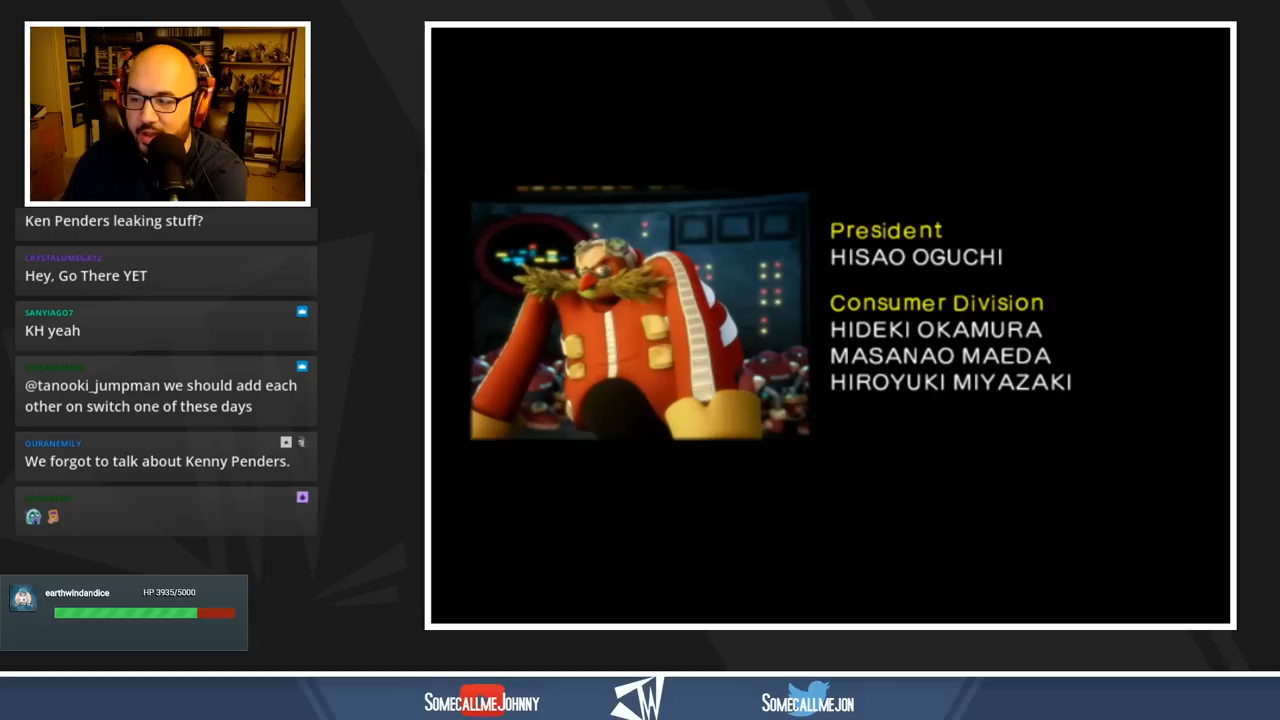 Ken Penders leaking stuff?
CRYSTALOMEGA12
Hey, Go There YET
SANYIAGO7
KH yeah
@tanooki_jumpman we should add each
other on switch one of these days
OURANEMILY
We forgot to talk about Kenny Penders.
earthwindandice HP 3935/5000
President
HISAO OGUCHI
Consumer Division
HIDEKI OKAMURA
MASANAO MAEDA
HIROYUKI MIYAZAKI
SOMECALLMEJOHNNY
SOMECALLMEJON